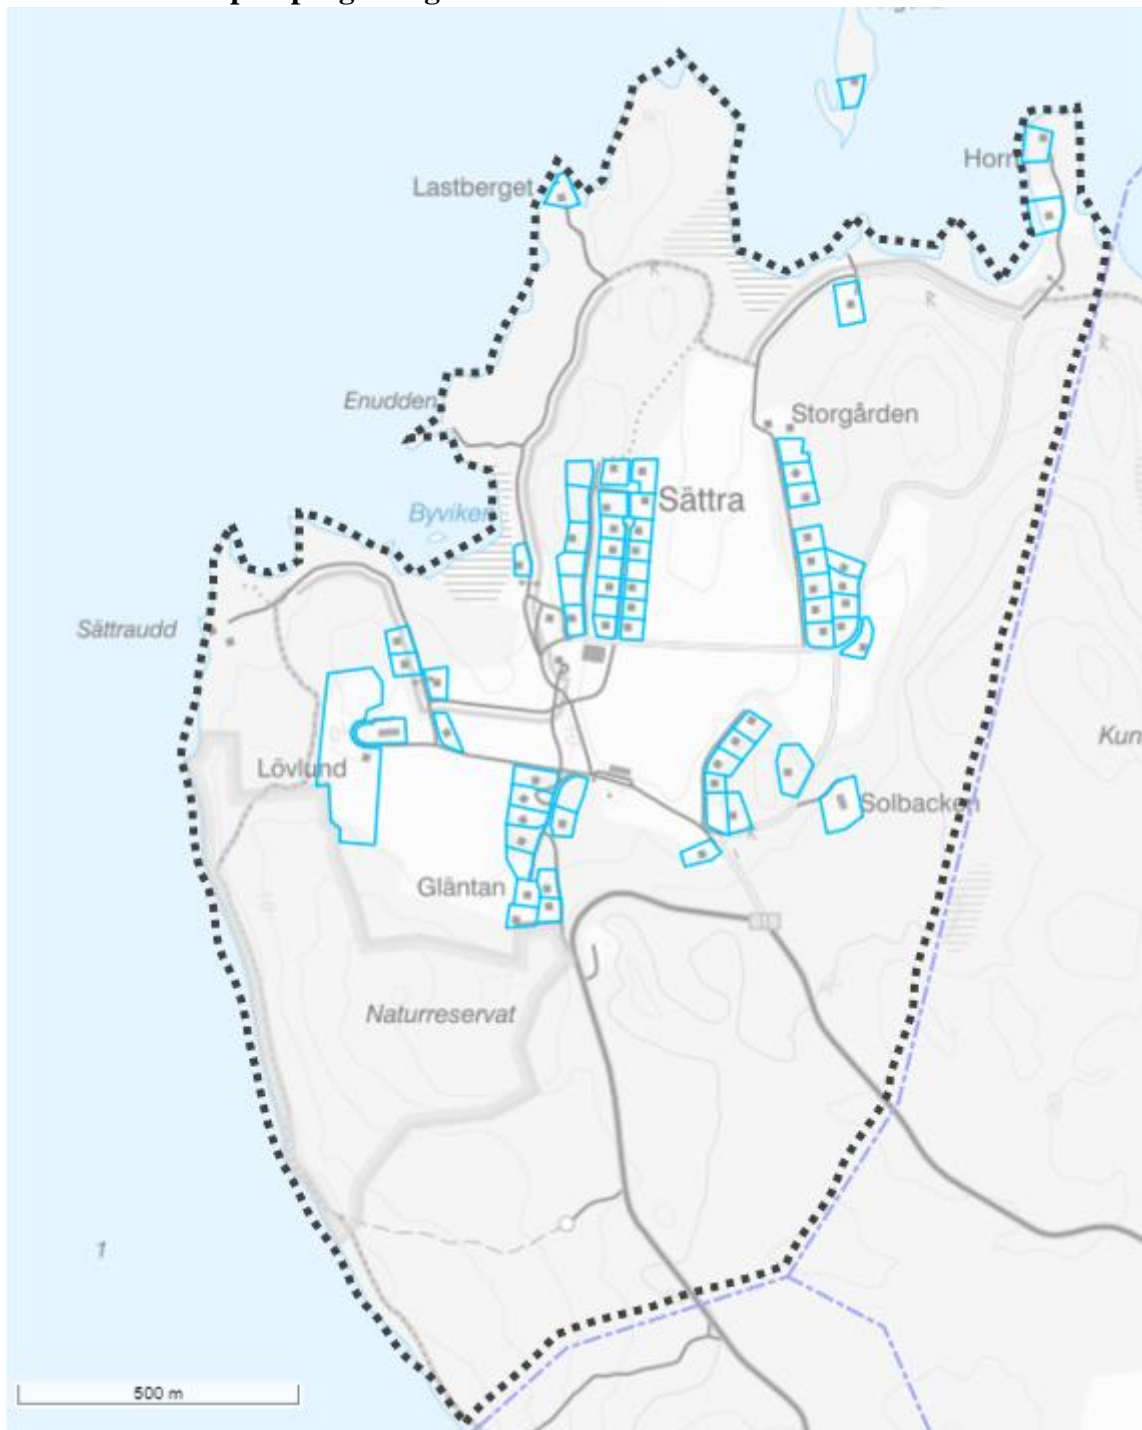 Horn
Lastberget
Enudden
Storgården
Sättra
Byviken
Sättraudd
Kun
Lövlund
Solbacken
Gläntan
Naturreservat
1
500 m